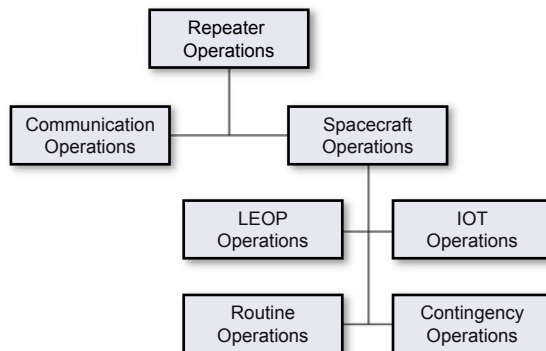 Repeater
Operations
Communication
Operations
Spacecraft
Operations
LEOP
Operations
IOT
Operations
Routine
Operations
Contingency
Operations